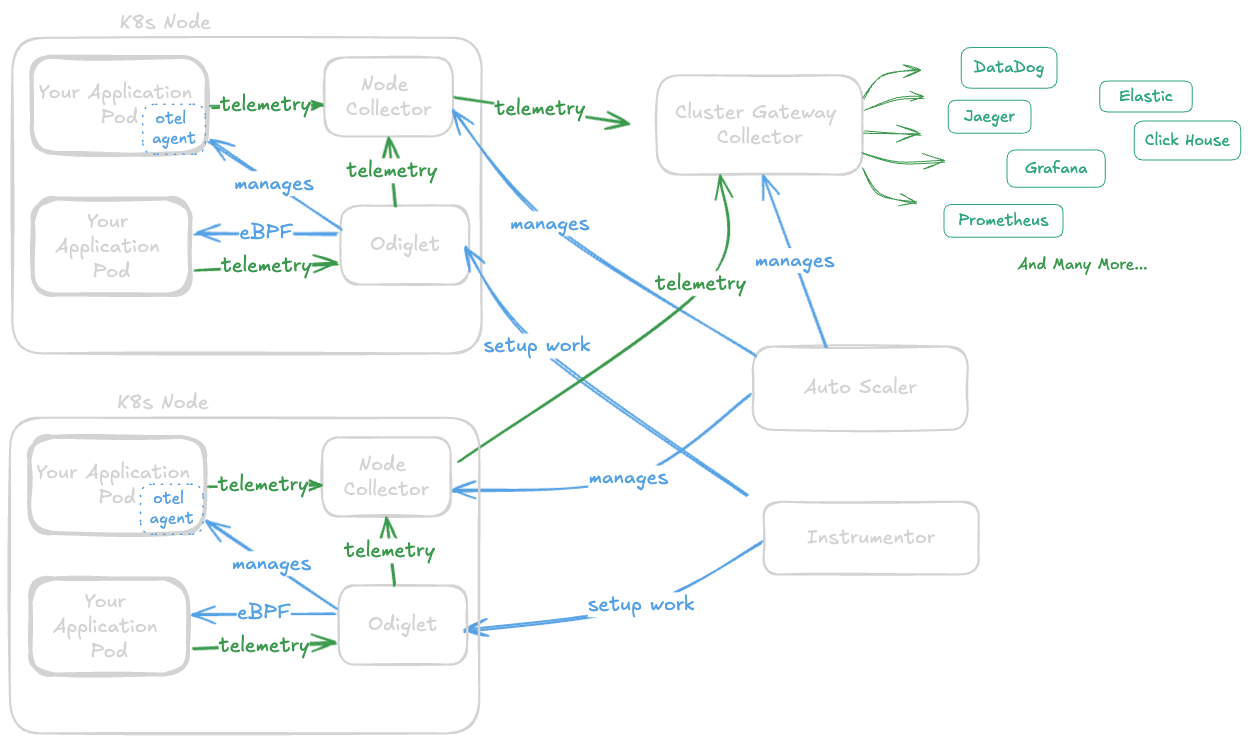 K8s Node
Your Application
Pod
otel
agent
telemetry
Node
Collector
telemetry
manages
telemetry
Your
Application
Pod
eBPF
telemetry
Odiglet
Cluster Gateway
Collector
DataDog
Elastic
Jaeger
Click House
Grafana
Prometheus
And Many More...
manages
manages
telemetry
setup work
Auto Scaler
K8s Node
Your Application
Pod
otel
agent
telemetry
Node
Collector
manages
telemetry
Your
Application
Pod
eBPF
telemetry
Odiglet
manages
Instrumentor
setup work